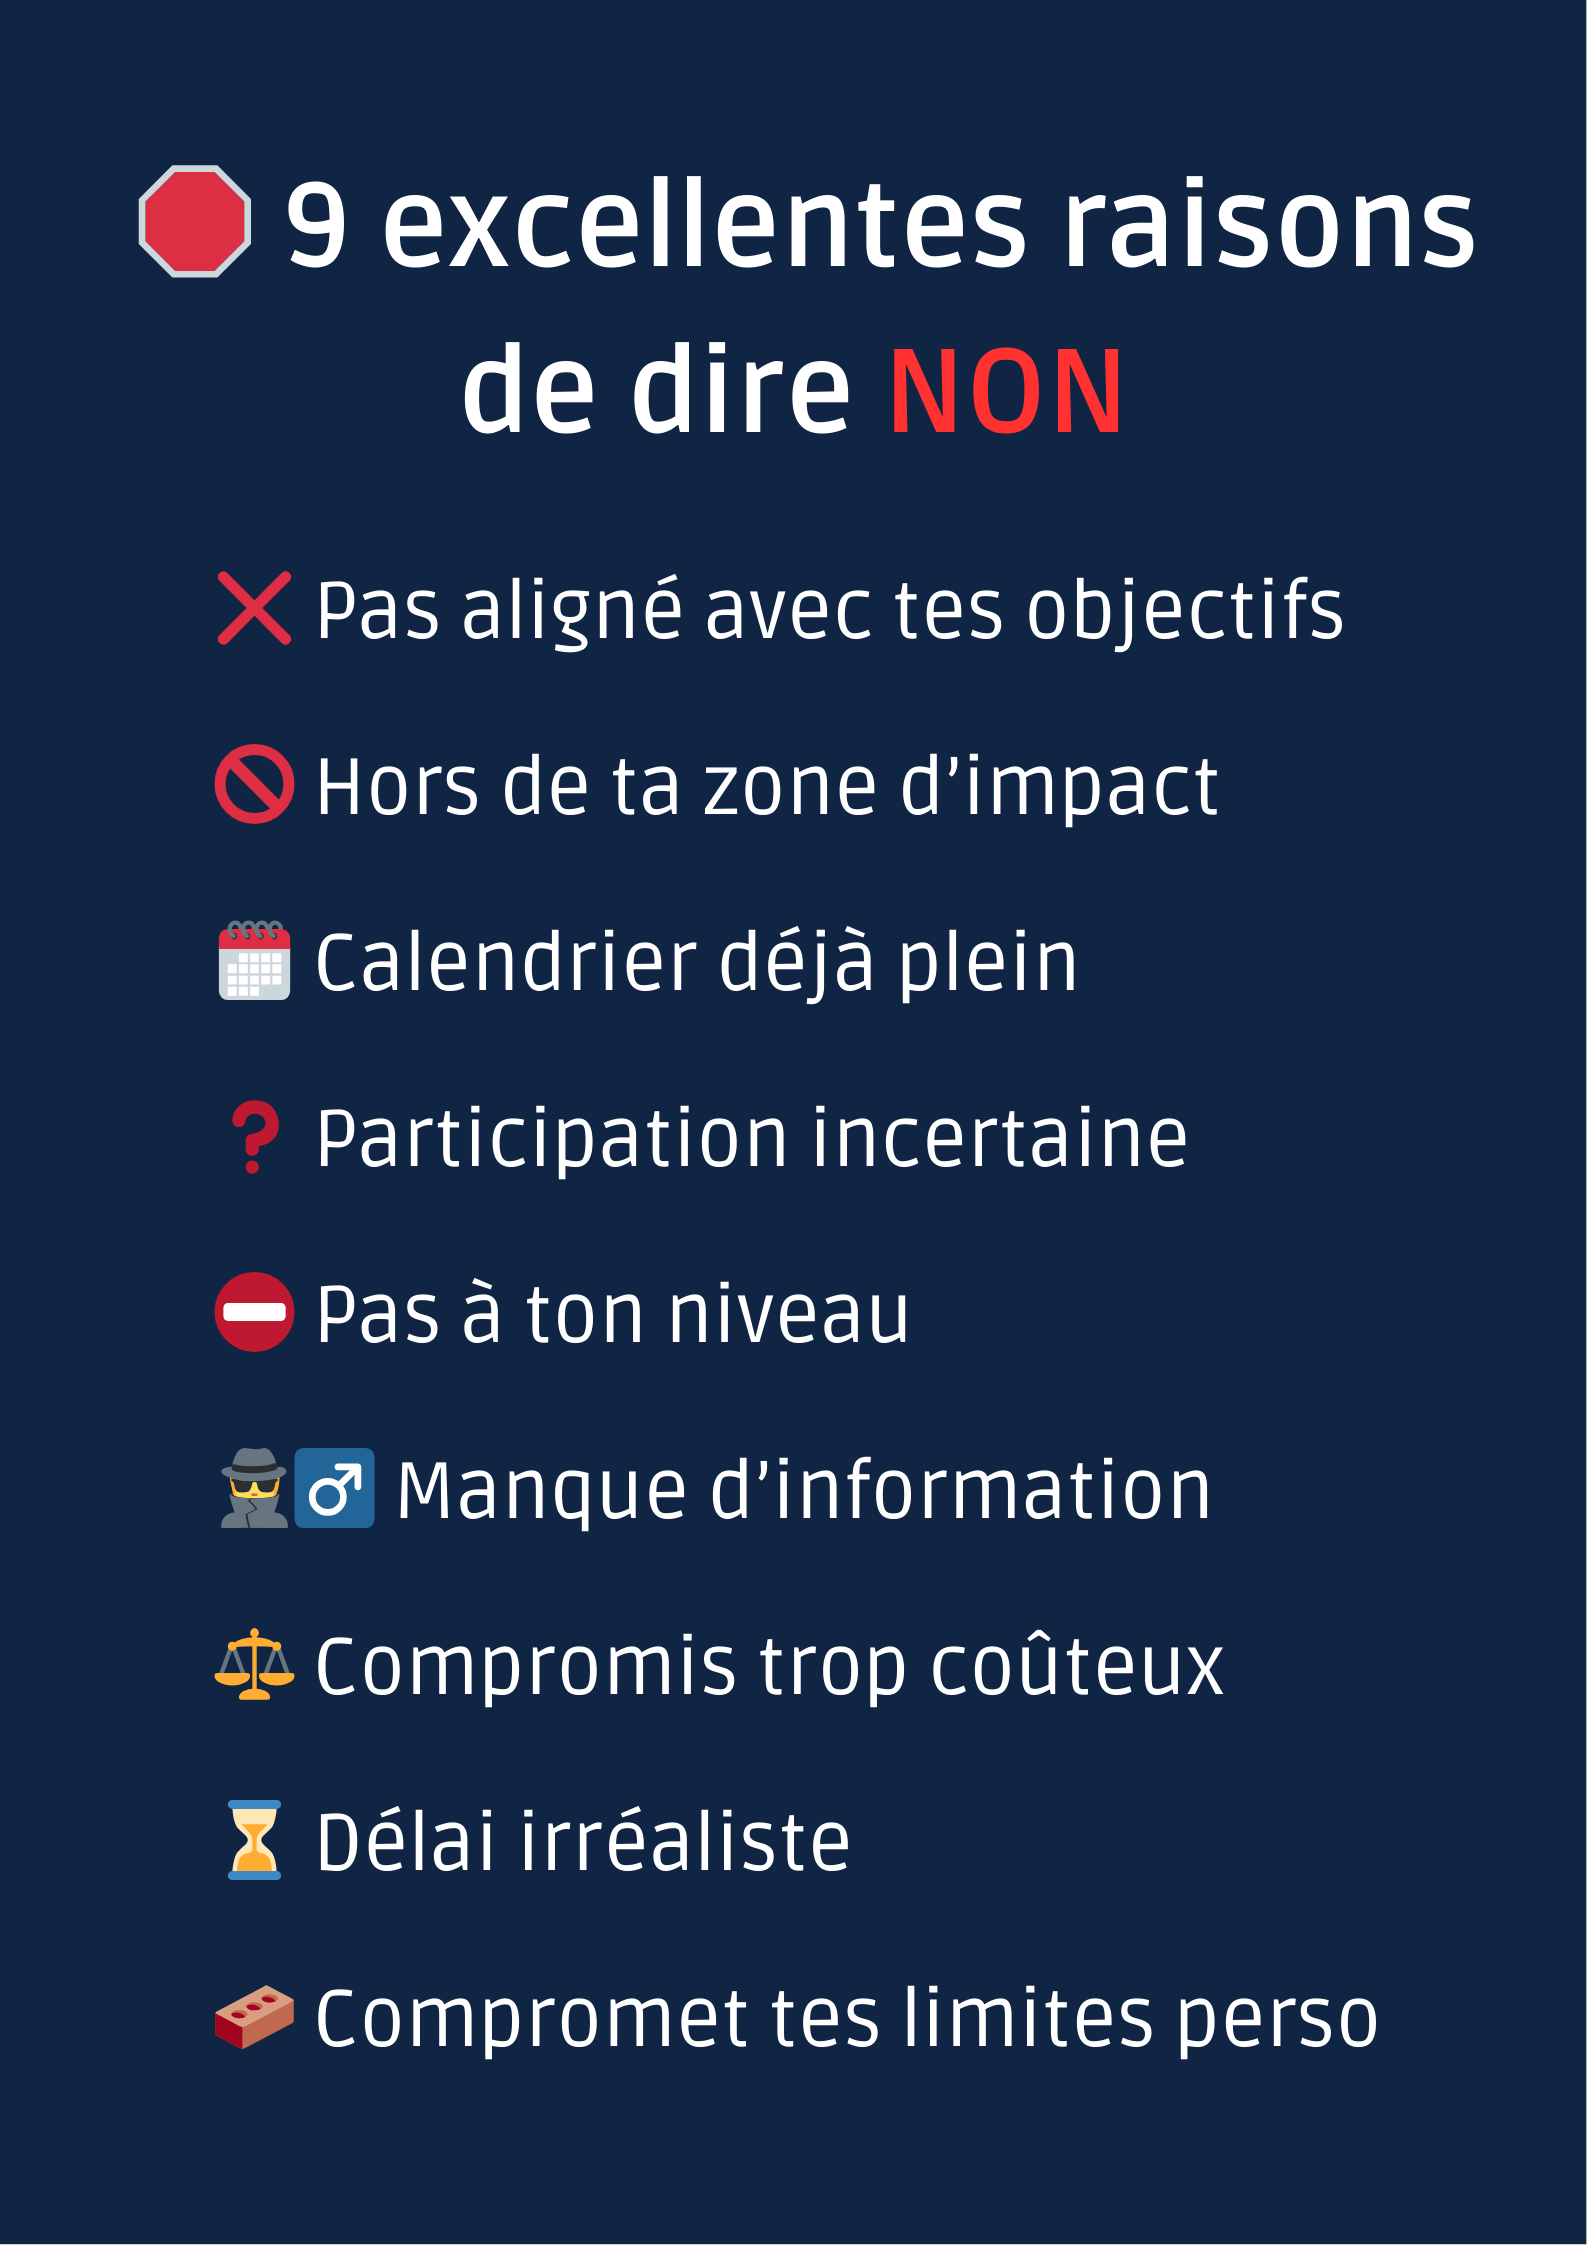 9 excellentes raisons
de dire NON
Pas aligné avec tes objectifs
Hors de ta zone d’impact
Calendrier déjà plein
Participation incertaine
Pas à ton niveau
Manque d’information
Compromis trop coûteux
Délai irréaliste
Compromet tes limites perso